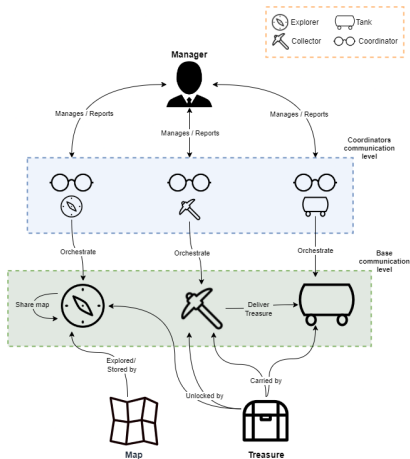 Explorer
Tank
Collector
Coordinator
Manager
Manages / Reports
Manages / Reports
Manages / Reports
Coordinators
communication
level
Orchestrate
Orchestrate
Orchestrate
Base
communication
level
Share map
Deliver
Treasure
Explored/
Stored by
Carried by
Unlocked by
Map
Treasure